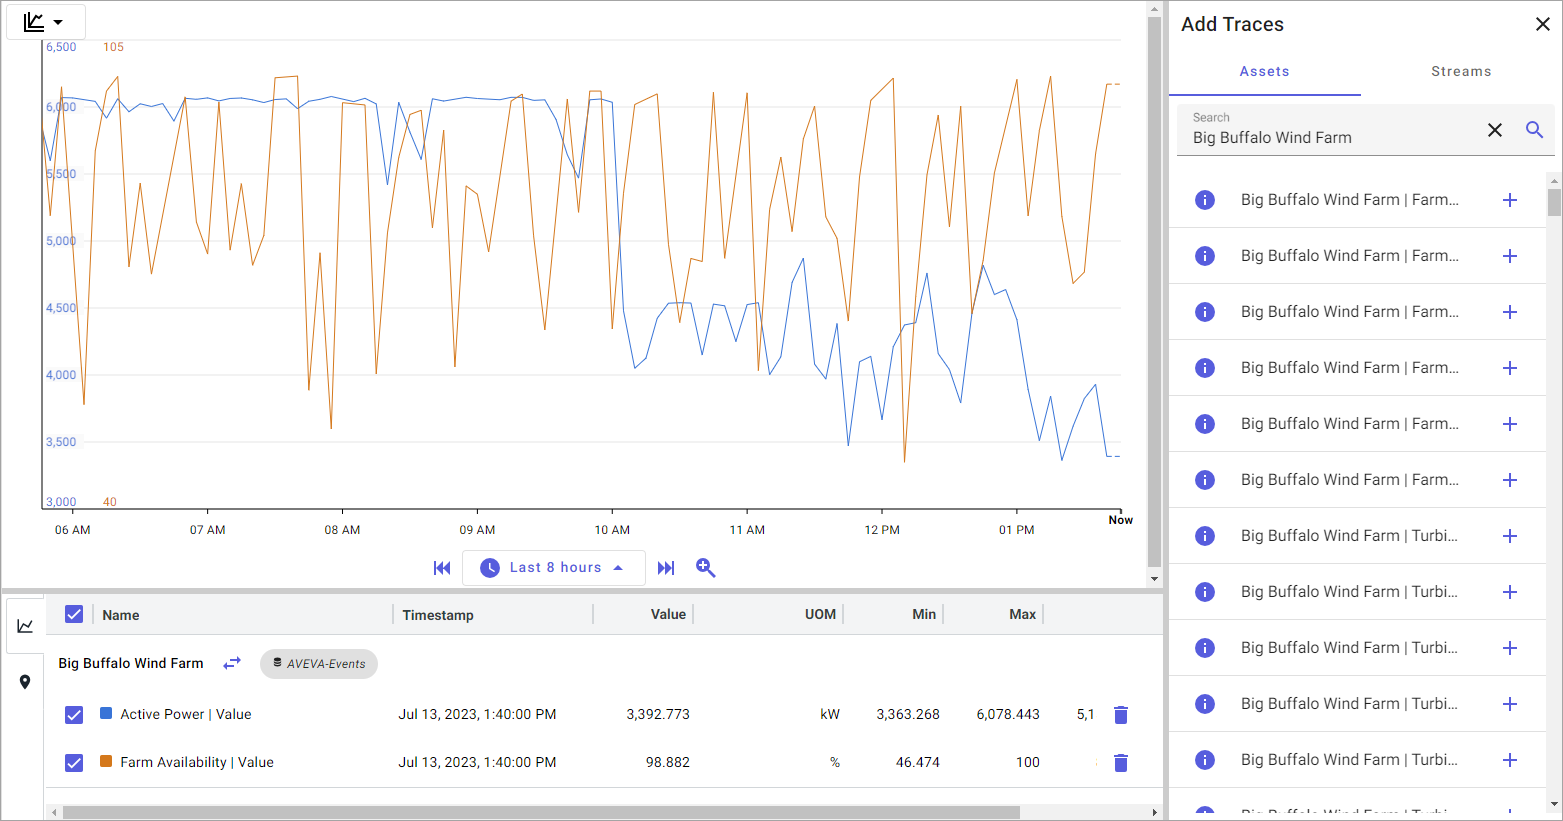 6,500 105
6,000
5,500
5,000
4,500
4,000
3,500
3,000 40
06 AM 07 AM 08 AM 09 AM 10 AM 11 AM 12 PM 01 PM Now
Last 8 hours
Name Timestamp Value UOM Min Max
Big Buffalo Wind Farm AVEVA-Events
Active Power | Value Jul 13, 2023, 1:40:00 PM 3,392.773 kW 3,363.268 6,078.443 5,1
Farm Availability | Value Jul 13, 2023, 1:40:00 PM 98.882 % 46.474 100
Add Traces
Assets Streams
Search
Big Buffalo Wind Farm
Big Buffalo Wind Farm | Farm...
Big Buffalo Wind Farm | Farm...
Big Buffalo Wind Farm | Farm...
Big Buffalo Wind Farm | Farm...
Big Buffalo Wind Farm | Farm...
Big Buffalo Wind Farm | Farm...
Big Buffalo Wind Farm | Turbi...
Big Buffalo Wind Farm | Turbi...
Big Buffalo Wind Farm | Turbi...
Big Buffalo Wind Farm | Turbi...
Big Buffalo Wind Farm | Turbi...